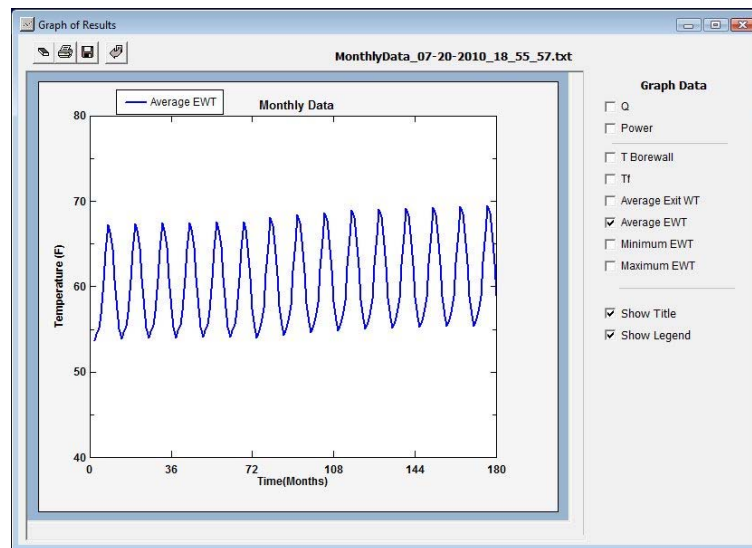 Graph of Results
MonthlyData_07-20-2010_18_55_57.txt
Average EWT
Monthly Data
80
70
60
50
40
Temperature (F)
0 36 72 108 144 180
Time(Months)
Graph Data
Q
Power
T Borewall
Tf
Average Exit WT
Average EWT
Minimum EWT
Maximum EWT
Show Title
Show Legend